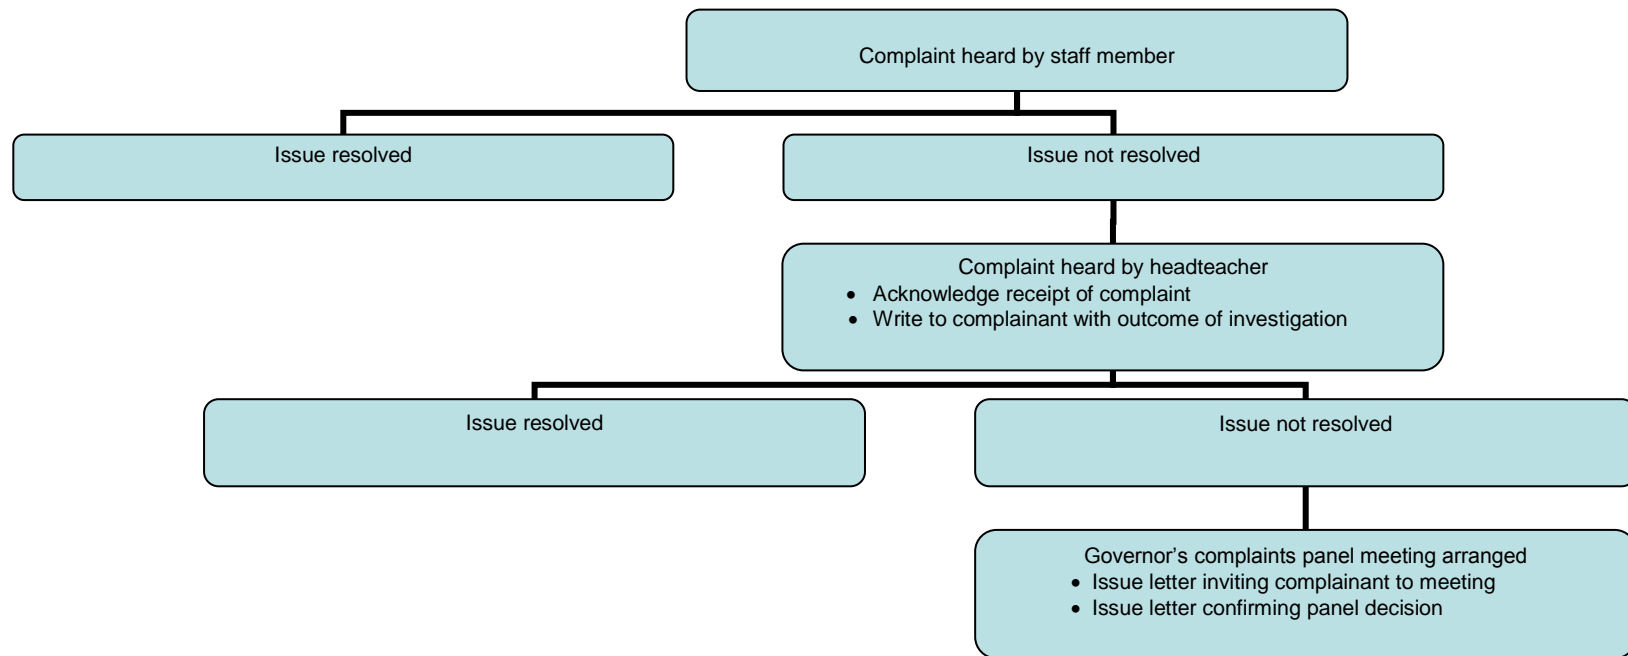 Complaint heard by staff member
Issue resolved
Issue not resolved
Complaint heard by headteacher
• Acknowledge receipt of complaint
• Write to complainant with outcome of investigation
Issue resolved
Issue not resolved
Governor’s complaints panel meeting arranged
• Issue letter inviting complainant to meeting
• Issue letter confirming panel decision